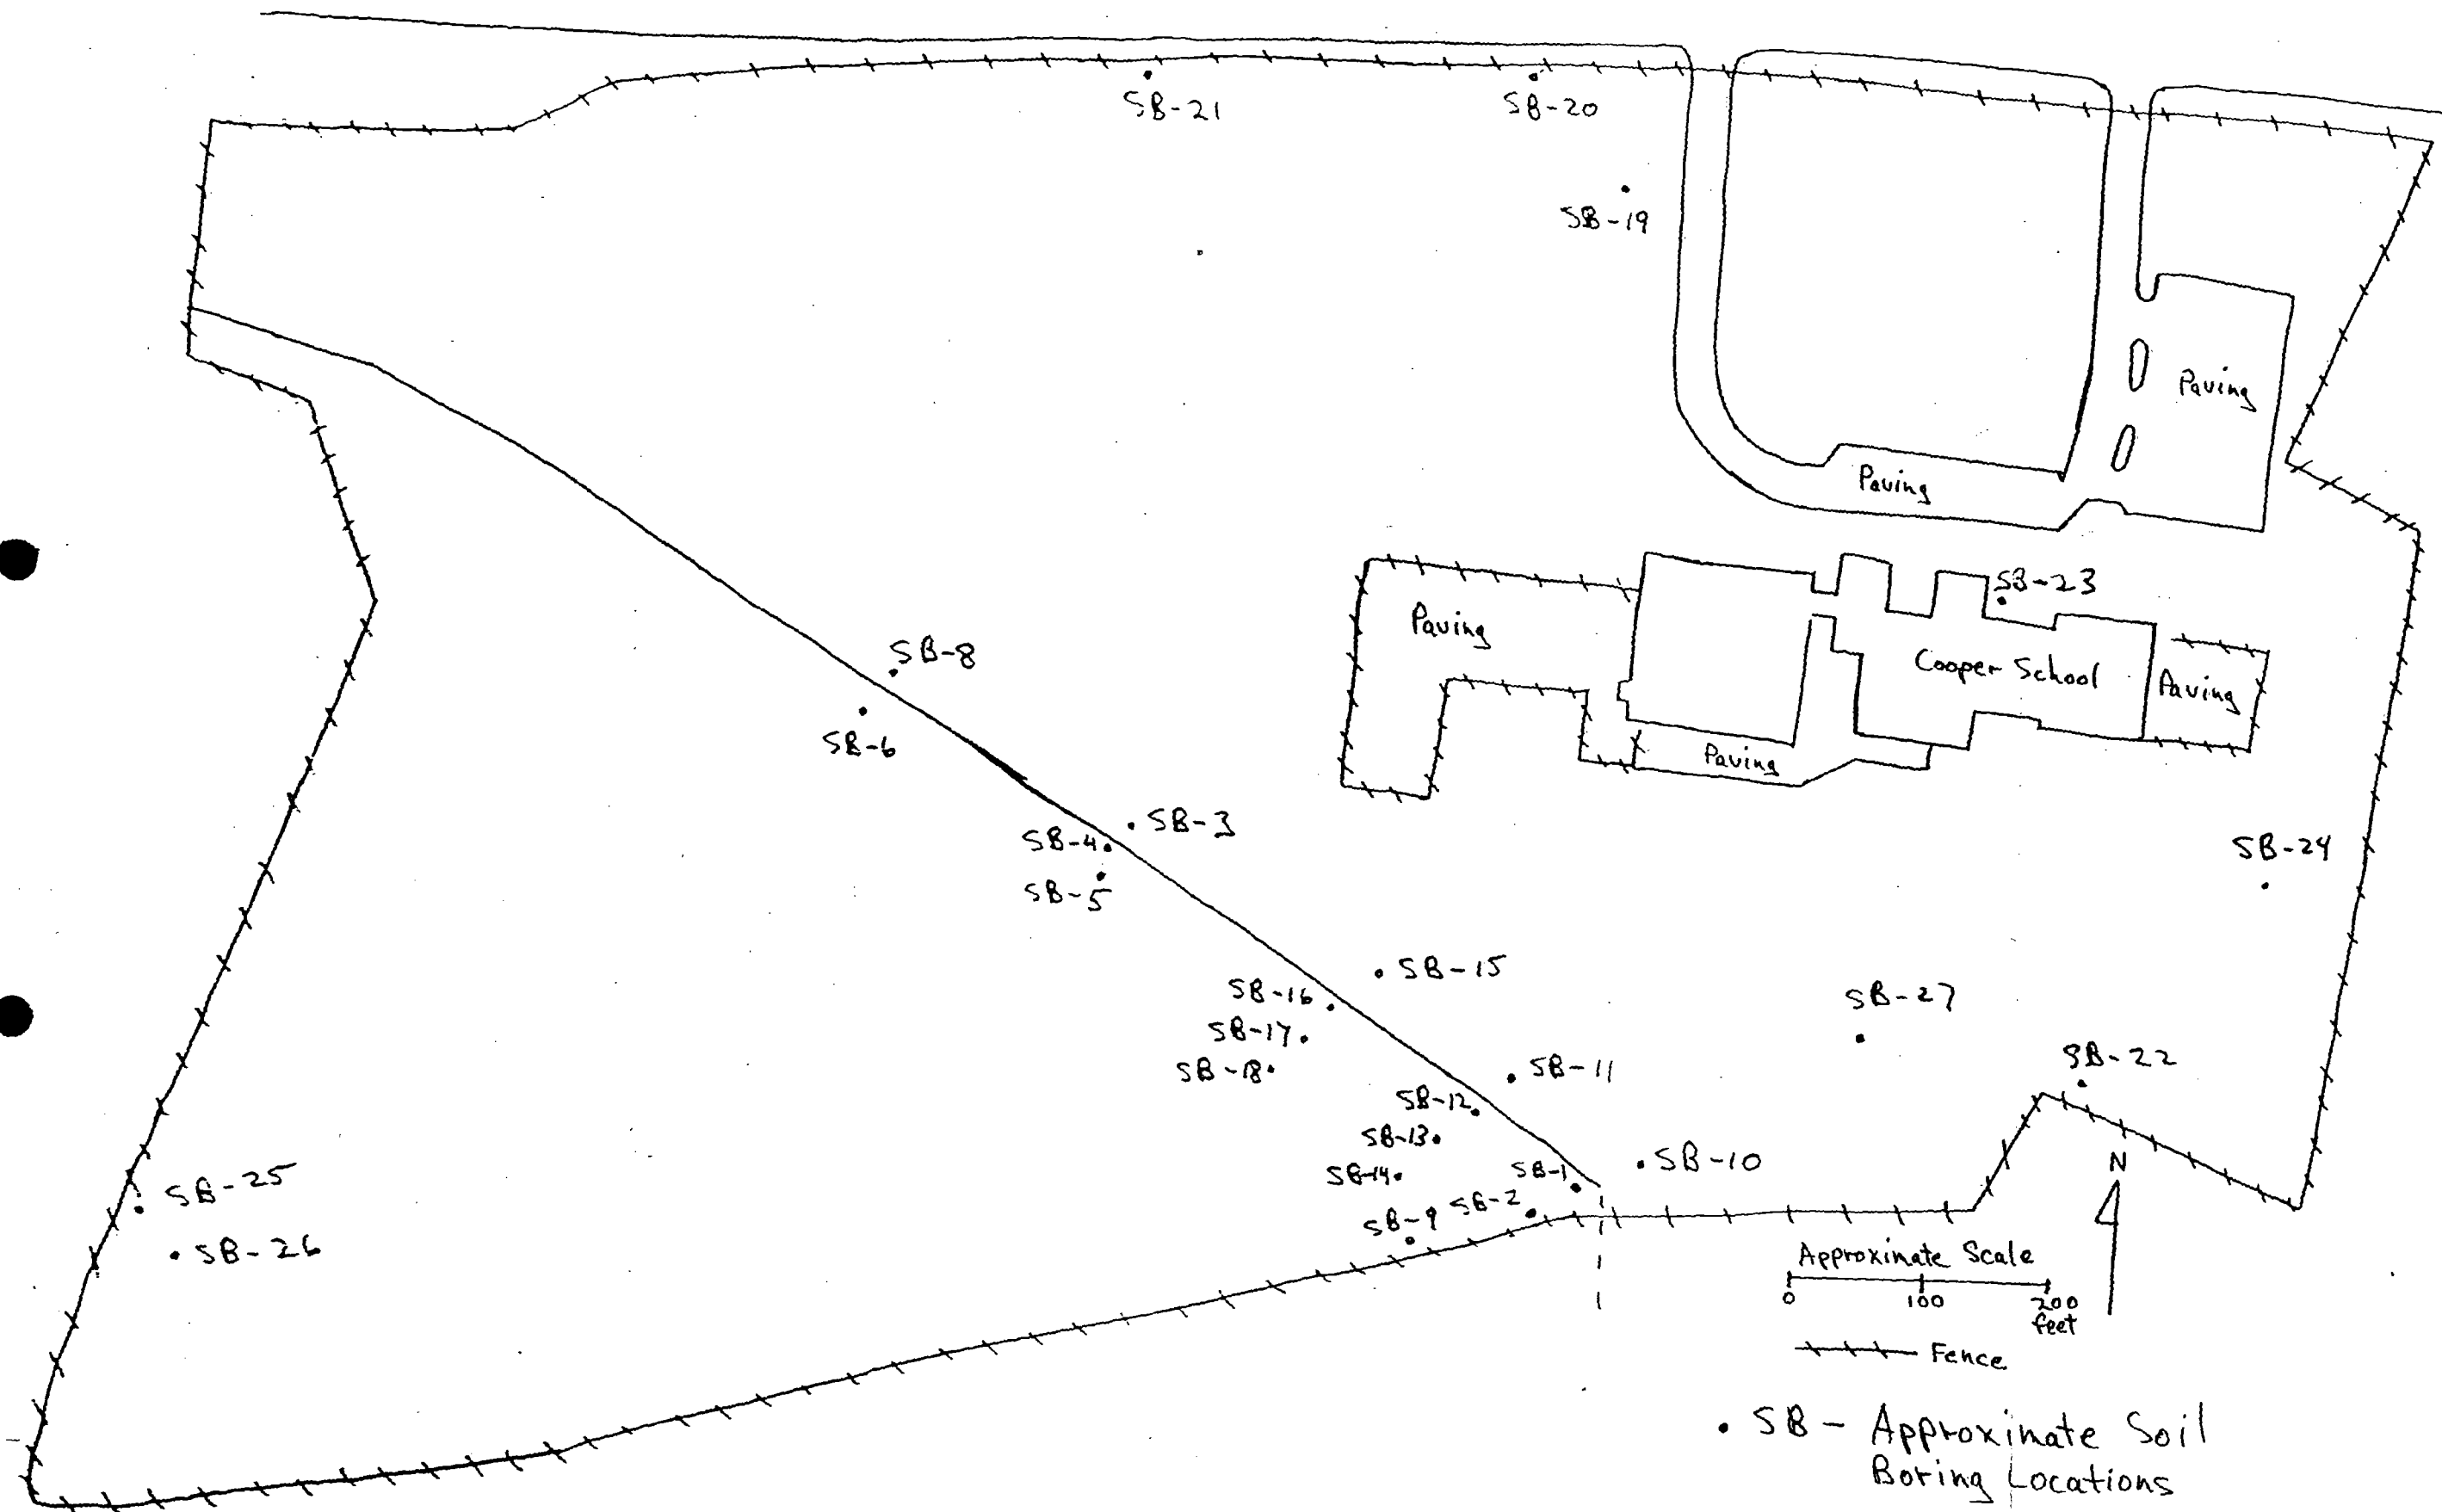 SB-21
SB-20
SB-19
Paving
Paving
SB-23
Paving
Cooper School
Paving
SB-8
SB-6
Paving
SB-3
SB-4
SB-5
SB-24
SB-15
SB-16
SB-27
SB-17
SB-18
SB-11
SB-22
SB-12
SB-13
SB-10
SB-1
SB-14
SB-25
SB-2
SB-9
N
SB-26
Approximate Scale
0 100 200
feet
Fence
SB - Approximate Soil
Boring Locations